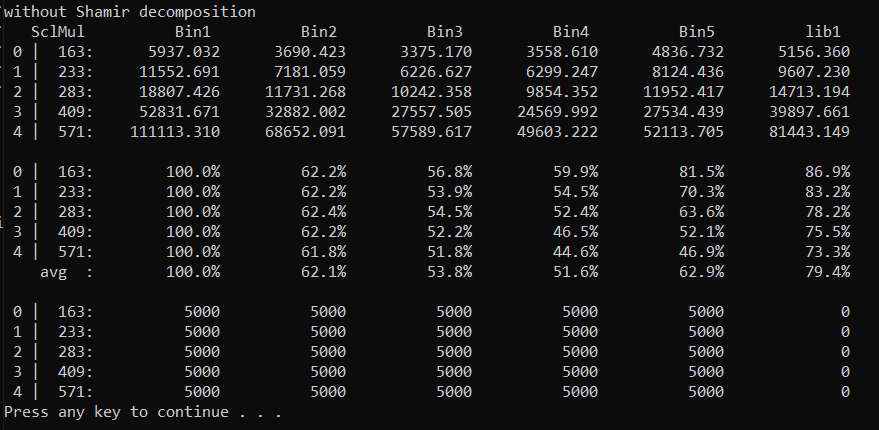 without Shamir decomposition
SclMul Bin1 Bin2 Bin3 Bin4 Bin5 lib1
0 | 163: 5937.032 3690.423 3375.170 3558.610 4836.732 5156.360
1 | 233: 11552.691 7181.059 6226.627 6299.247 8124.436 9607.230
2 | 283: 18807.426 11731.268 10242.358 9854.352 11952.417 14713.194
3 | 409: 52831.671 32882.002 27557.505 24569.992 27534.439 39897.661
4 | 571: 111113.310 68652.091 57589.617 49603.222 52113.705 81443.149
0 | 163: 100.0% 62.2% 56.8% 59.9% 81.5% 86.9%
1 | 233: 100.0% 62.2% 53.9% 54.5% 70.3% 83.2%
2 | 283: 100.0% 62.4% 54.5% 52.4% 63.6% 78.2%
3 | 409: 100.0% 62.2% 52.2% 46.5% 52.1% 75.5%
4 | 571: 100.0% 61.8% 51.8% 44.6% 46.9% 73.3%
avg : 100.0% 62.1% 53.8% 51.6% 62.9% 79.4%
0 | 163: 5000 5000 5000 5000 5000 0
1 | 233: 5000 5000 5000 5000 5000 0
2 | 283: 5000 5000 5000 5000 5000 0
3 | 409: 5000 5000 5000 5000 5000 0
4 | 571: 5000 5000 5000 5000 5000 0
Press any key to continue . . .